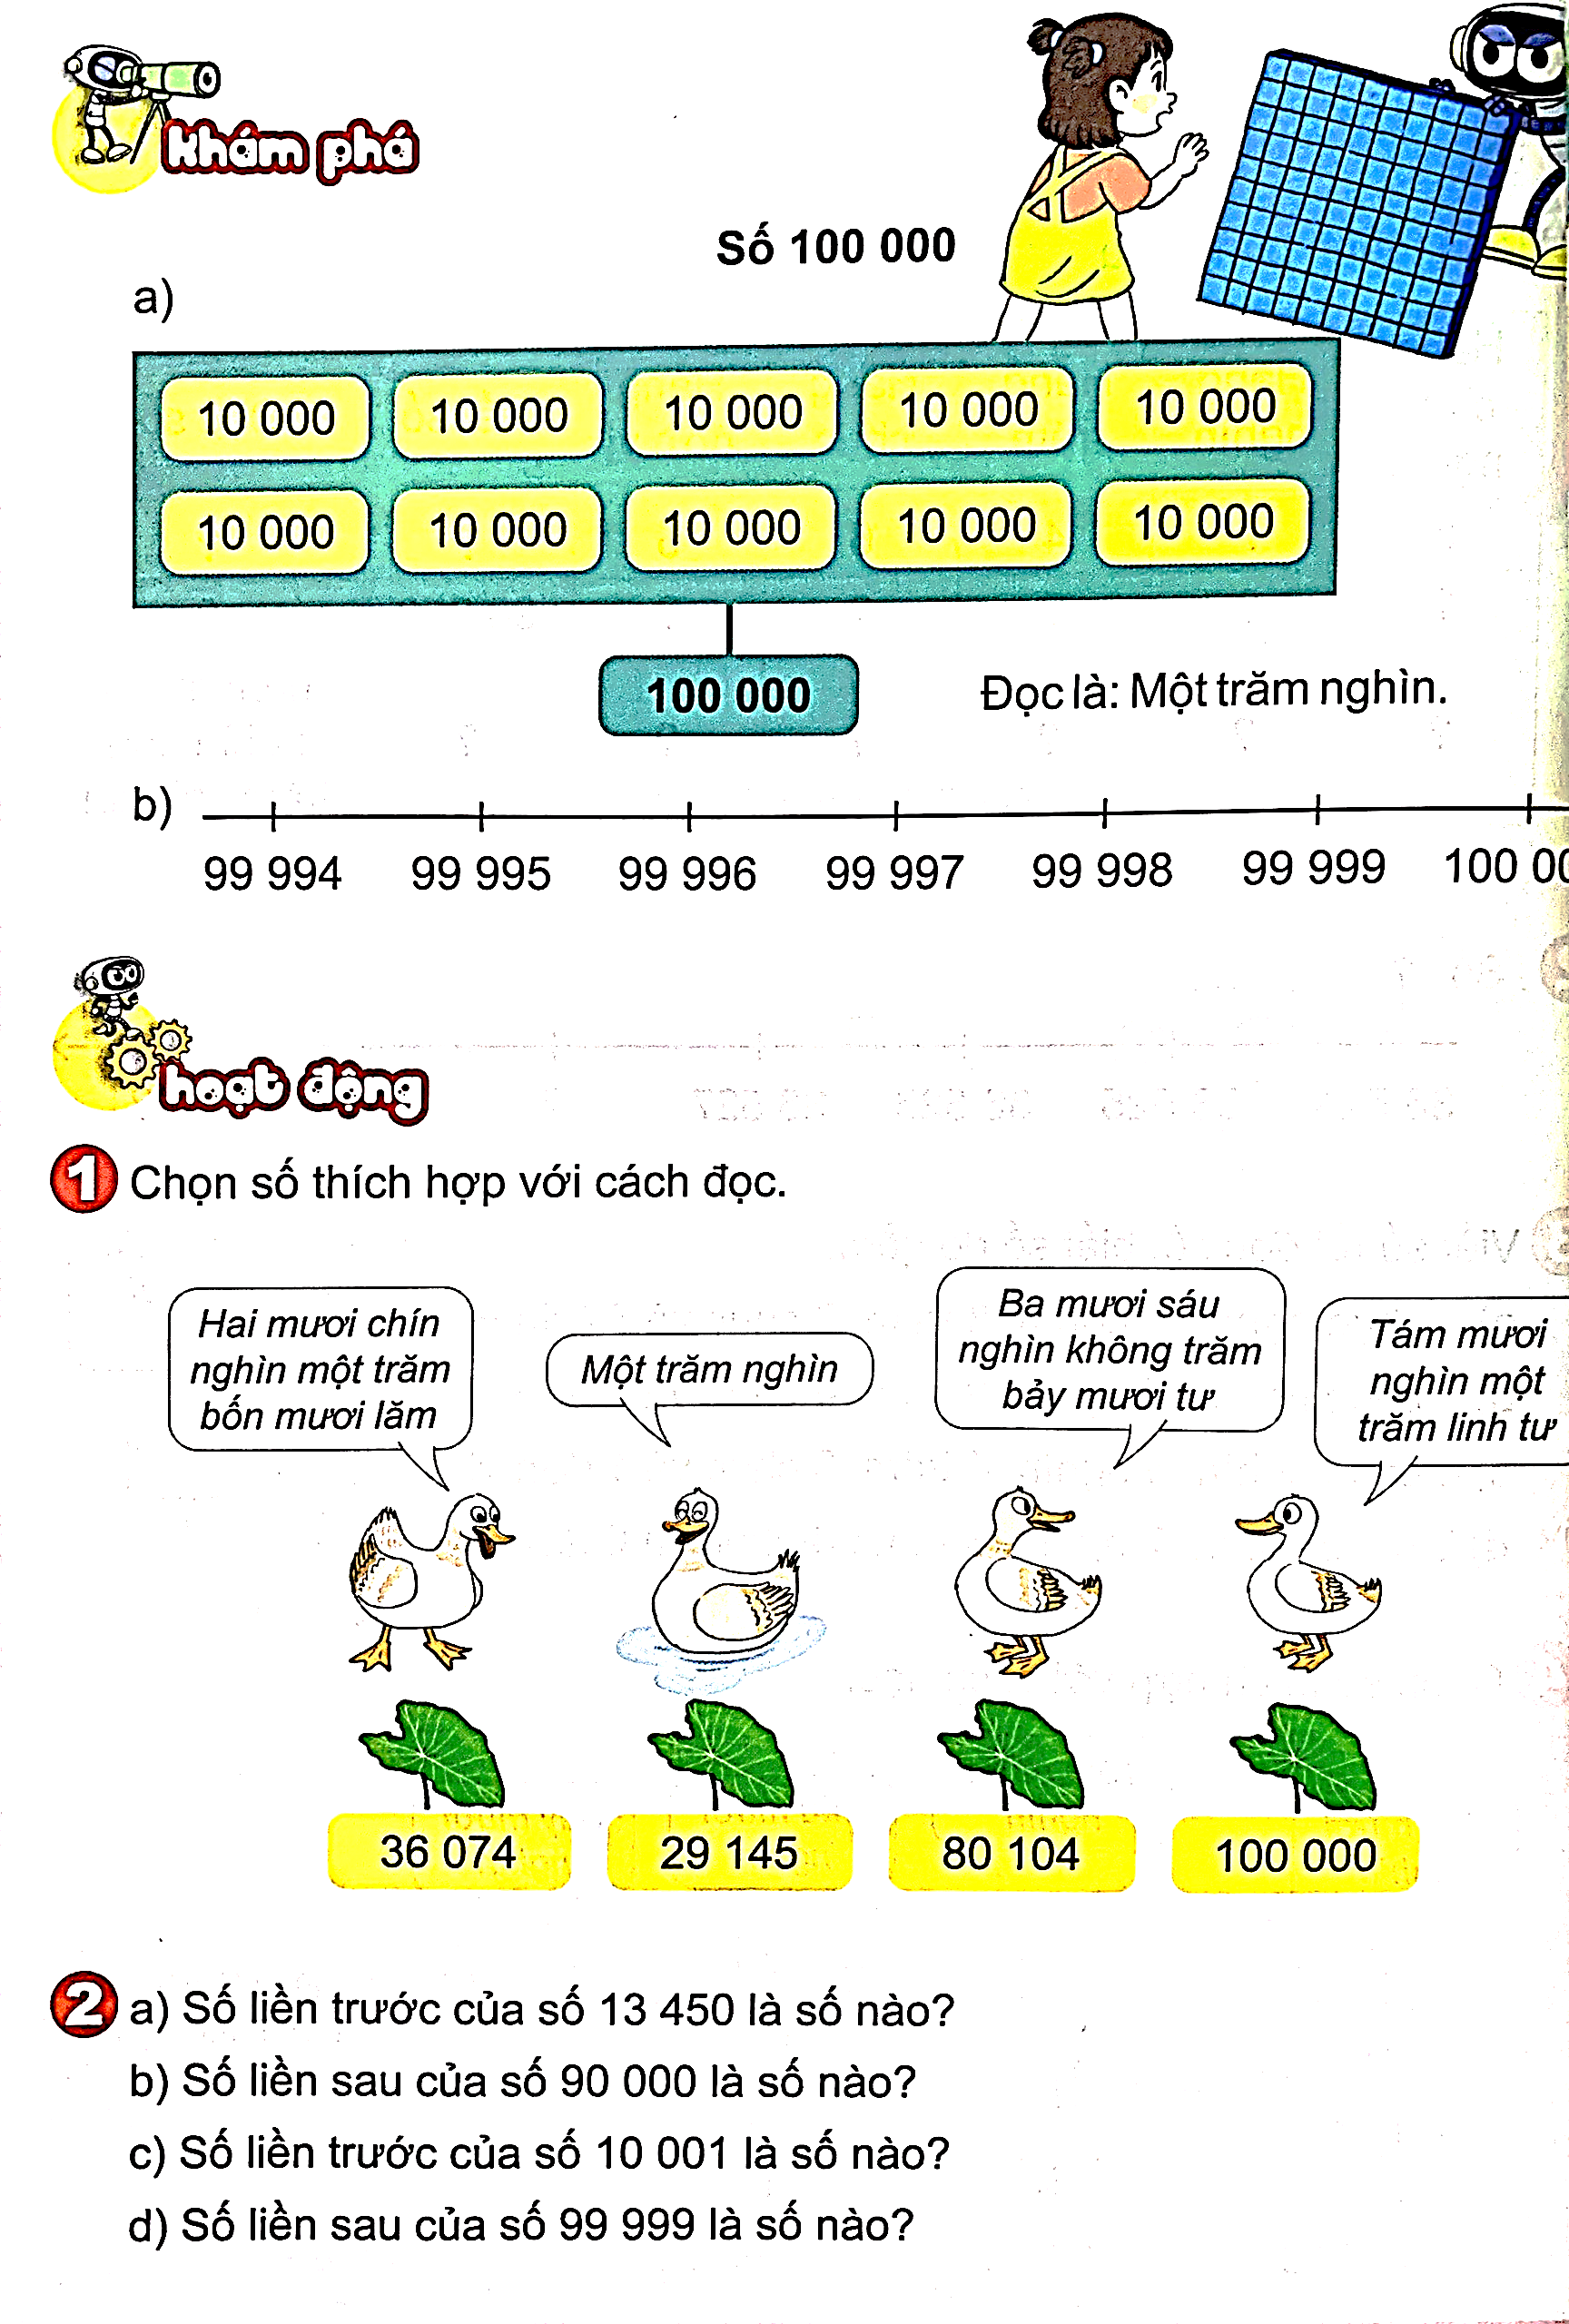 khám phá
Số 100 000
a)
10 000 10 000 10 000 10 000 10 000
10 000 10 000 10 000 10 000 10 000
100 000
Đọc là: Một trăm nghìn.
b)
99 994 99 995 99 996 99 997 99 998 99 999 100 00
hoạt động
1 Chọn số thích hợp với cách đọc.
Hai mươi chín
nghìn một trăm
bốn mươi lăm
Một trăm nghìn
Ba mươi sáu
nghìn không trăm
bảy mươi tư
Tám mươi
nghìn một
trăm linh tư
36 074 29 145 80 104 100 000
2 a) Số liền trước của số 13 450 là số nào?
b) Số liền sau của số 90 000 là số nào?
c) Số liền trước của số 10 001 là số nào?
d) Số liền sau của số 99 999 là số nào?